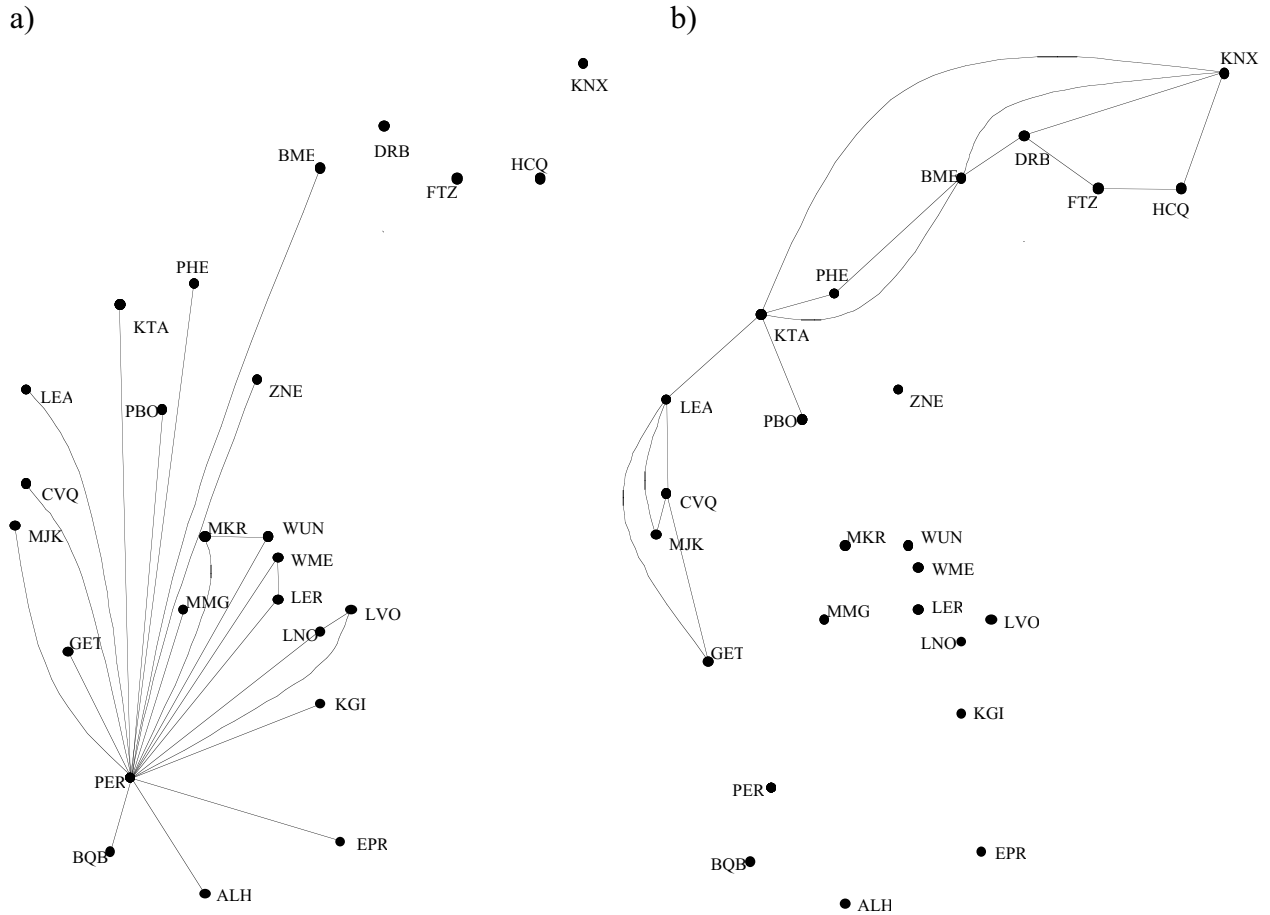 a)
KNX
DRB
BME
HCQ
FTZ
PHE
KTA
ZNE
LEA
PBO
CVQ
MJK
MKR
WUN
WME
LER
MMG
LVO
LNO
GET
KGI
PER
EPR
BQB
ALH
b)
KNX
DRB
BME
FTZ
HCQ
PHE
KTA
ZNE
LEA
PBO
CVQ
MJK
MKR
WUN
WME
LER
MMG
LVO
LNO
GET
KGI
PER
EPR
BQB
ALH